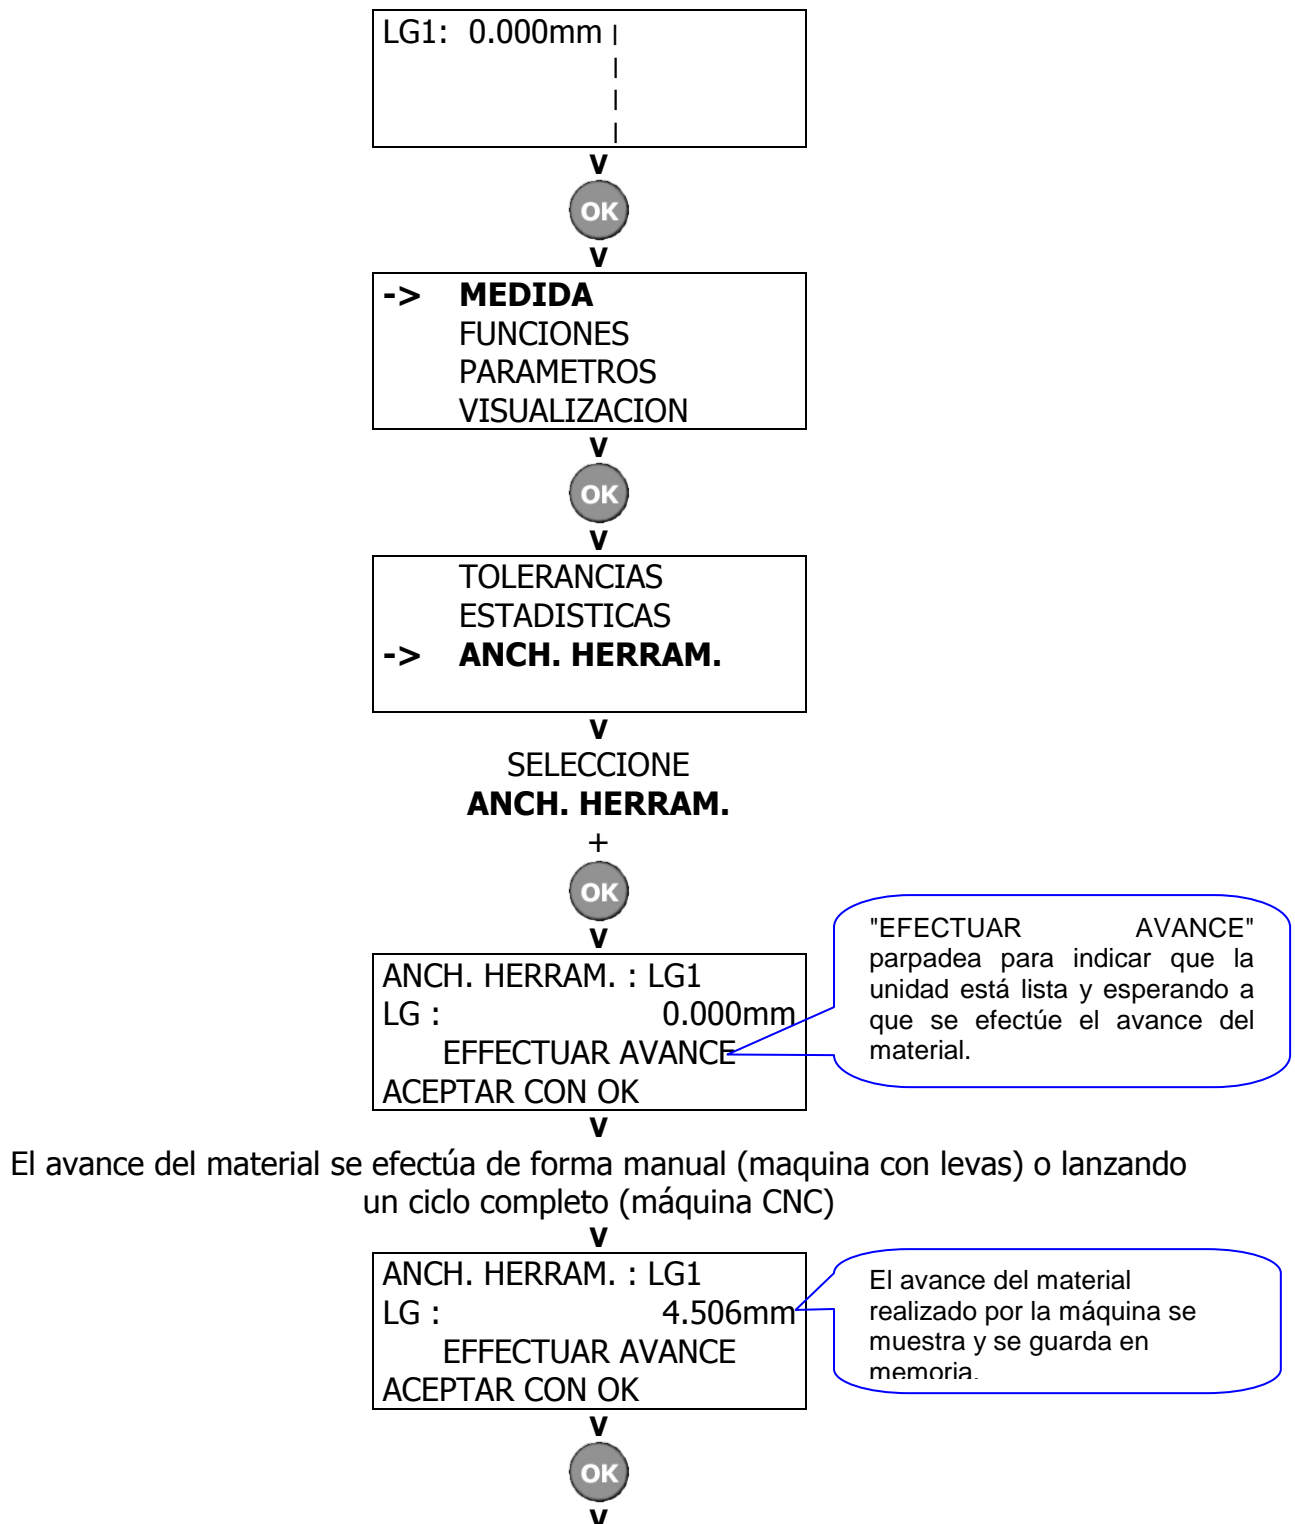 LG1: 0.000mm |
|
|
|
v
OK
v
-> MEDIDA
FUNCIONES
PARAMETROS
VISUALIZACION
v
OK
v
TOLERANCIAS
ESTADISTICAS
-> ANCH. HERRAM.
v
SELECCIONE
ANCH. HERRAM.
+
OK
v
ANCH. HERRAM. : LG1
LG : 0.000mm
EFFECTUAR AVANCE
ACEPTAR CON OK
"EFECTUAR AVANCE"
parpadea para indicar que la
unidad está lista y esperando a
que se efectúe el avance del
material.
v
El avance del material se efectúa de forma manual (maquina con levas) o lanzando
un ciclo completo (máquina CNC)
v
ANCH. HERRAM. : LG1
LG : 4.506mm
EFFECTUAR AVANCE
ACEPTAR CON OK
El avance del material
realizado por la máquina se
muestra y se guarda en
memoria.
v
OK
v